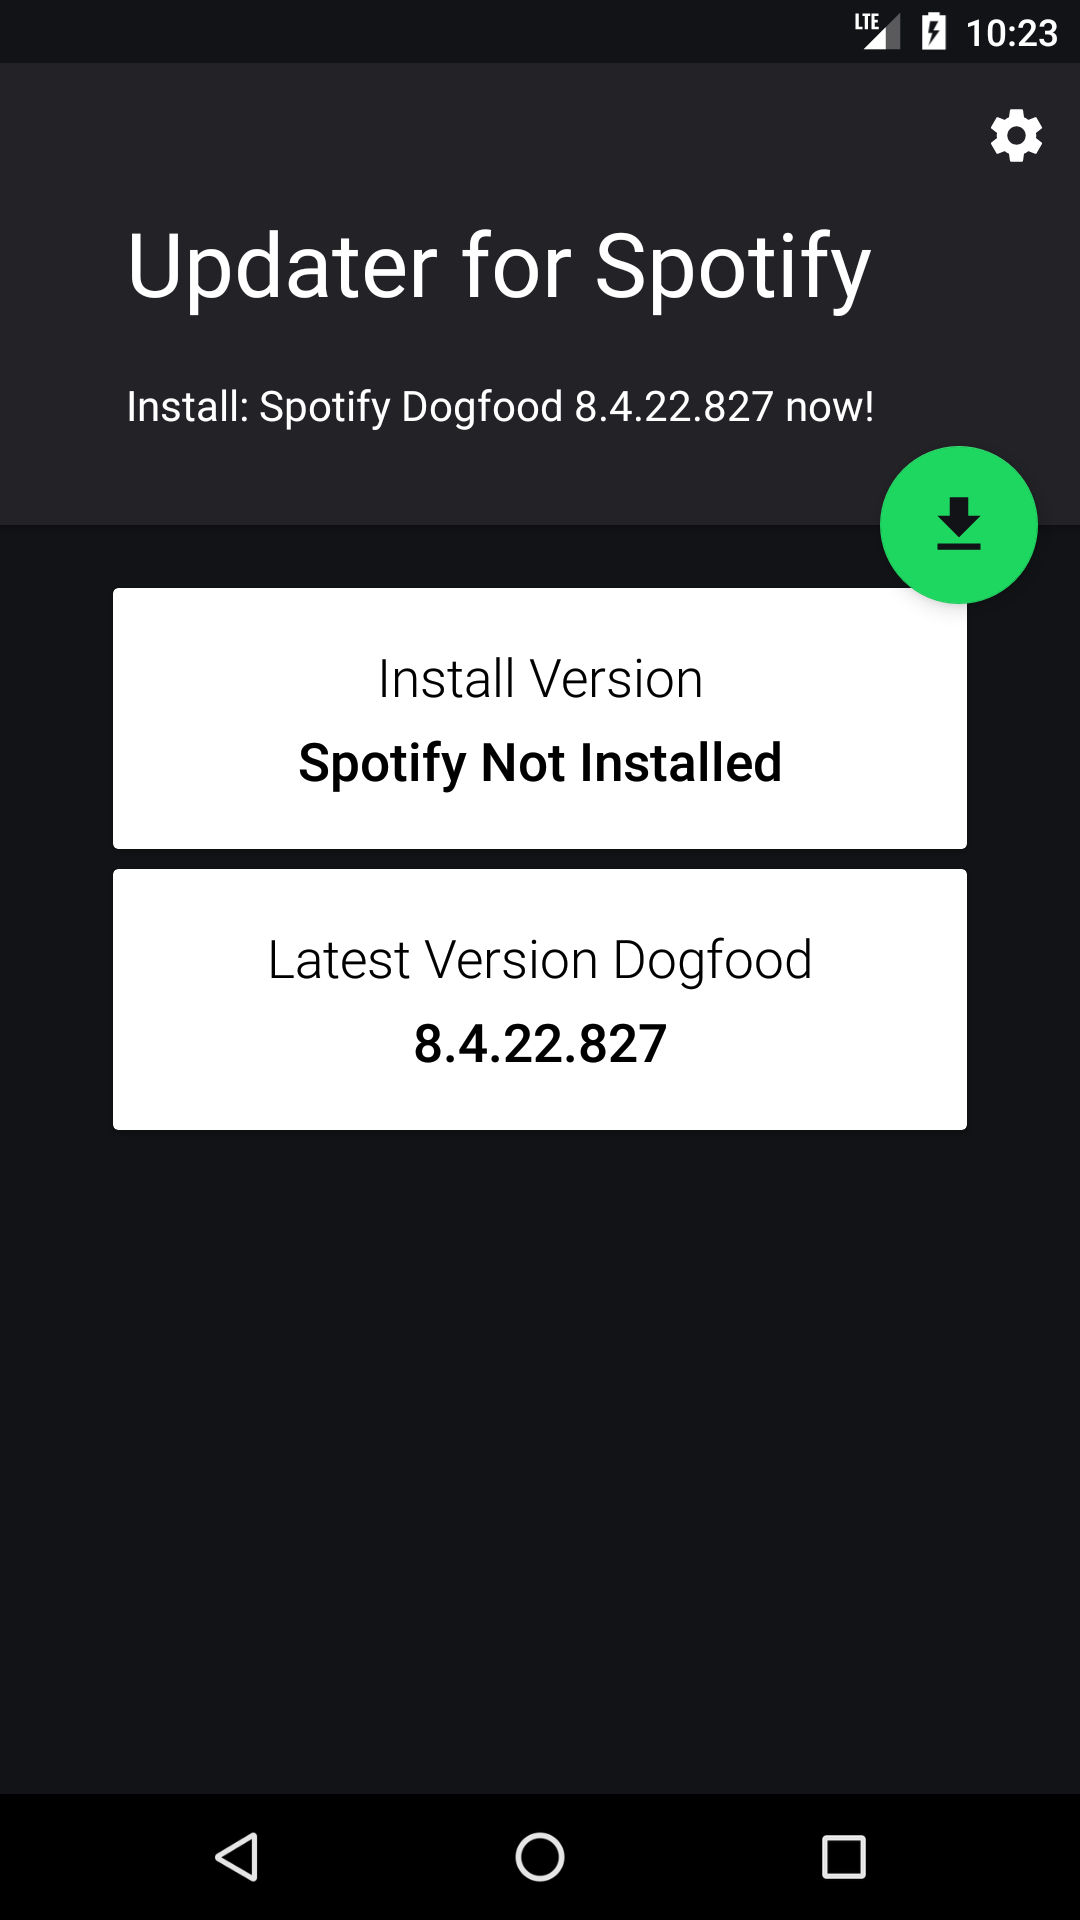 LTE 10:23
Updater for Spotify
Install: Spotify Dogfood 8.4.22.827 now!
Install Version
Spotify Not Installed
Latest Version Dogfood
8.4.22.827